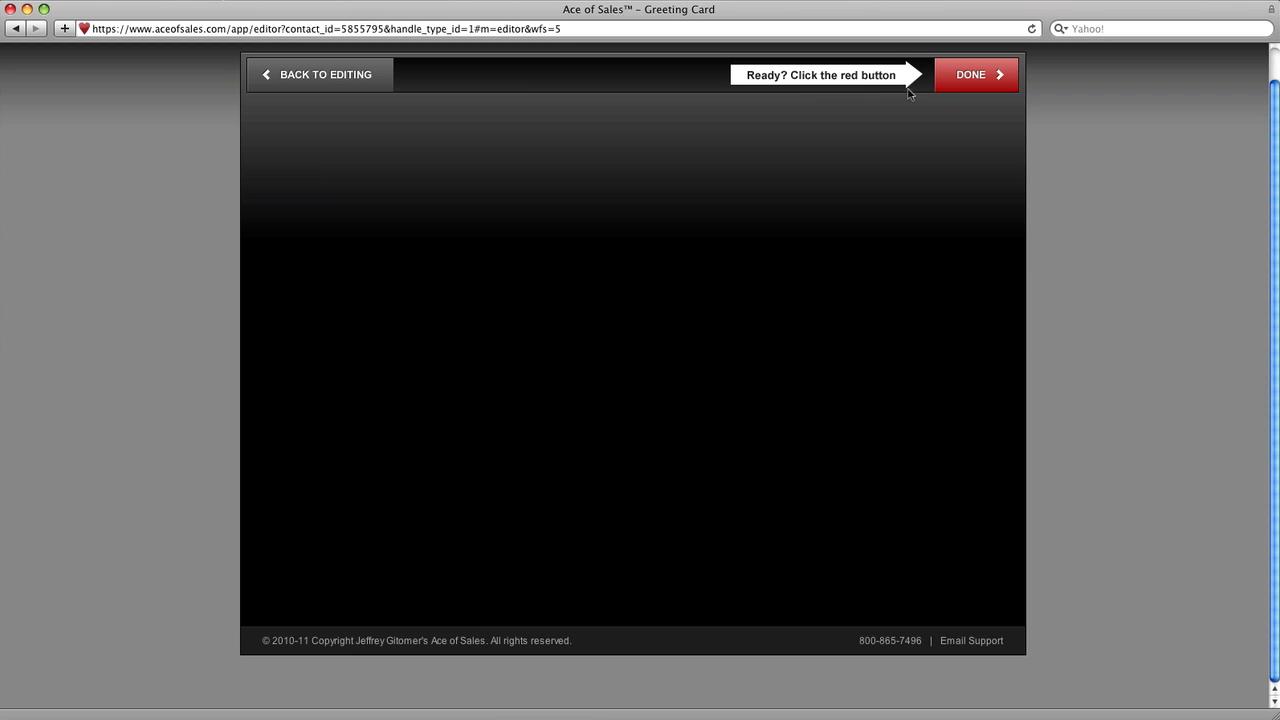 Ace of Sales™ – Greeting Card
https://www.aceofsales.com/app/editor?contact_id=5855795&handle_type_id=1#m=editor&wfs=5
Yahoo!
BACK TO EDITING
Ready? Click the red button
DONE
© 2010-11 Copyright Jeffrey Gitomer's Ace of Sales. All rights reserved.
800-865-7496 | Email Support